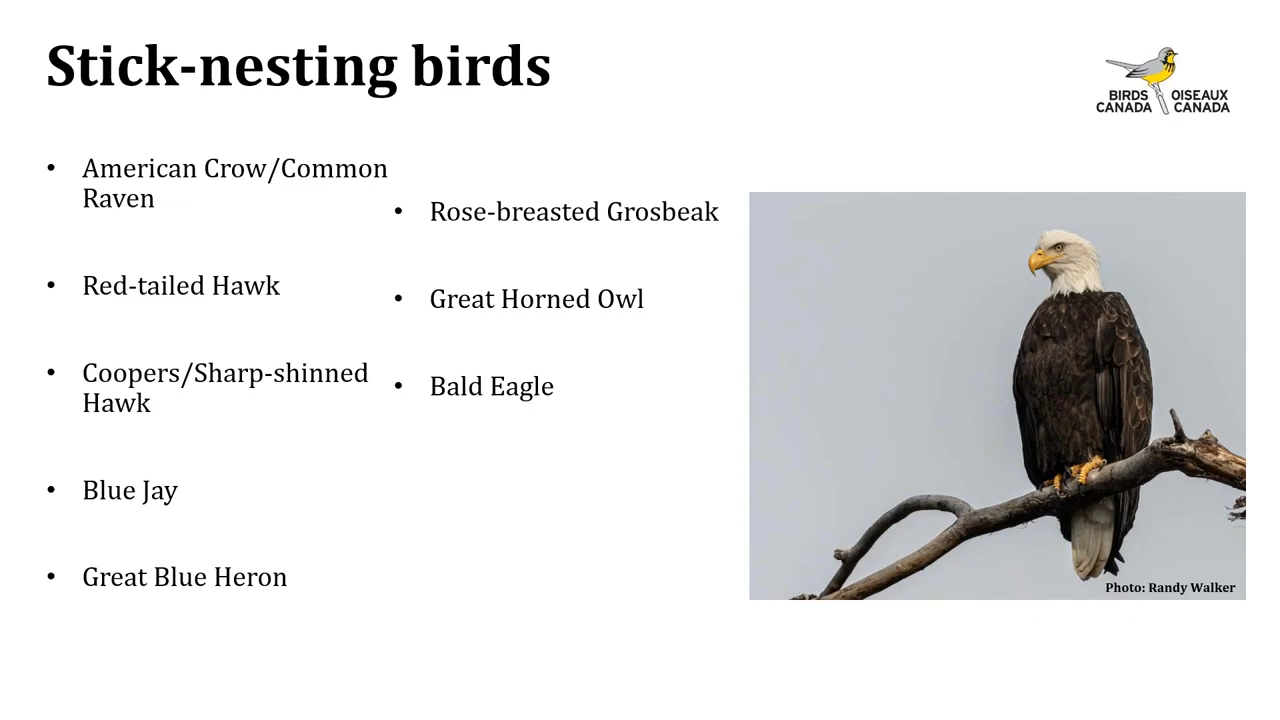 Stick-nesting birds
BIRDS CANADA
OISEAUX CANADA
• American Crow/Common
Raven
• Red-tailed Hawk
• Coopers/Sharp-shinned
Hawk
• Blue Jay
• Great Blue Heron
• Rose-breasted Grosbeak
• Great Horned Owl
• Bald Eagle
Photo: Randy Walker